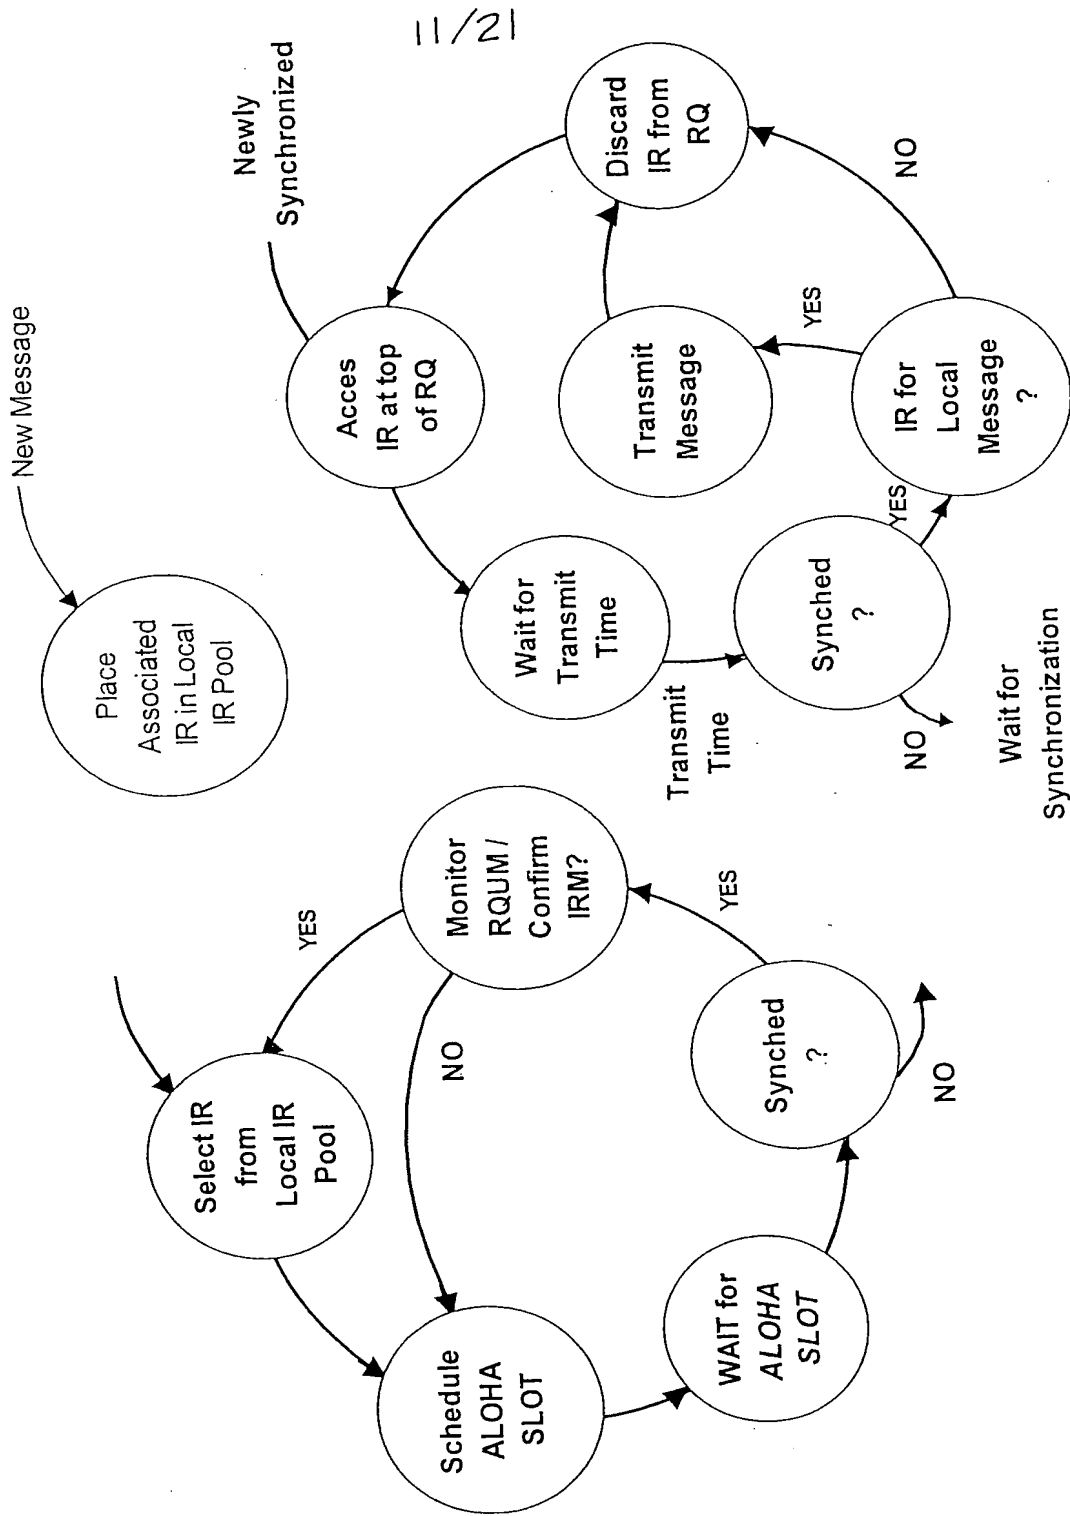 11/21
New Message
Place
Associated
IR in Local
IR Pool
Select IR
from
Local IR
Pool
YES
Monitor
RQUM /
Confirm
IRM?
NO
Schedule
ALOHA
SLOT
WAIT for
ALOHA
SLOT
Synched
?
YES
NO
Newly
Synchronized
Acces
IR at top
of RQ
Discard
IR from
RQ
Wait for
Transmit
Time
Transmit
Message
Transmit
Time
YES
NO
Synched
?
YES
IR for
Local
Message
?
NO
Wait for
Synchronization